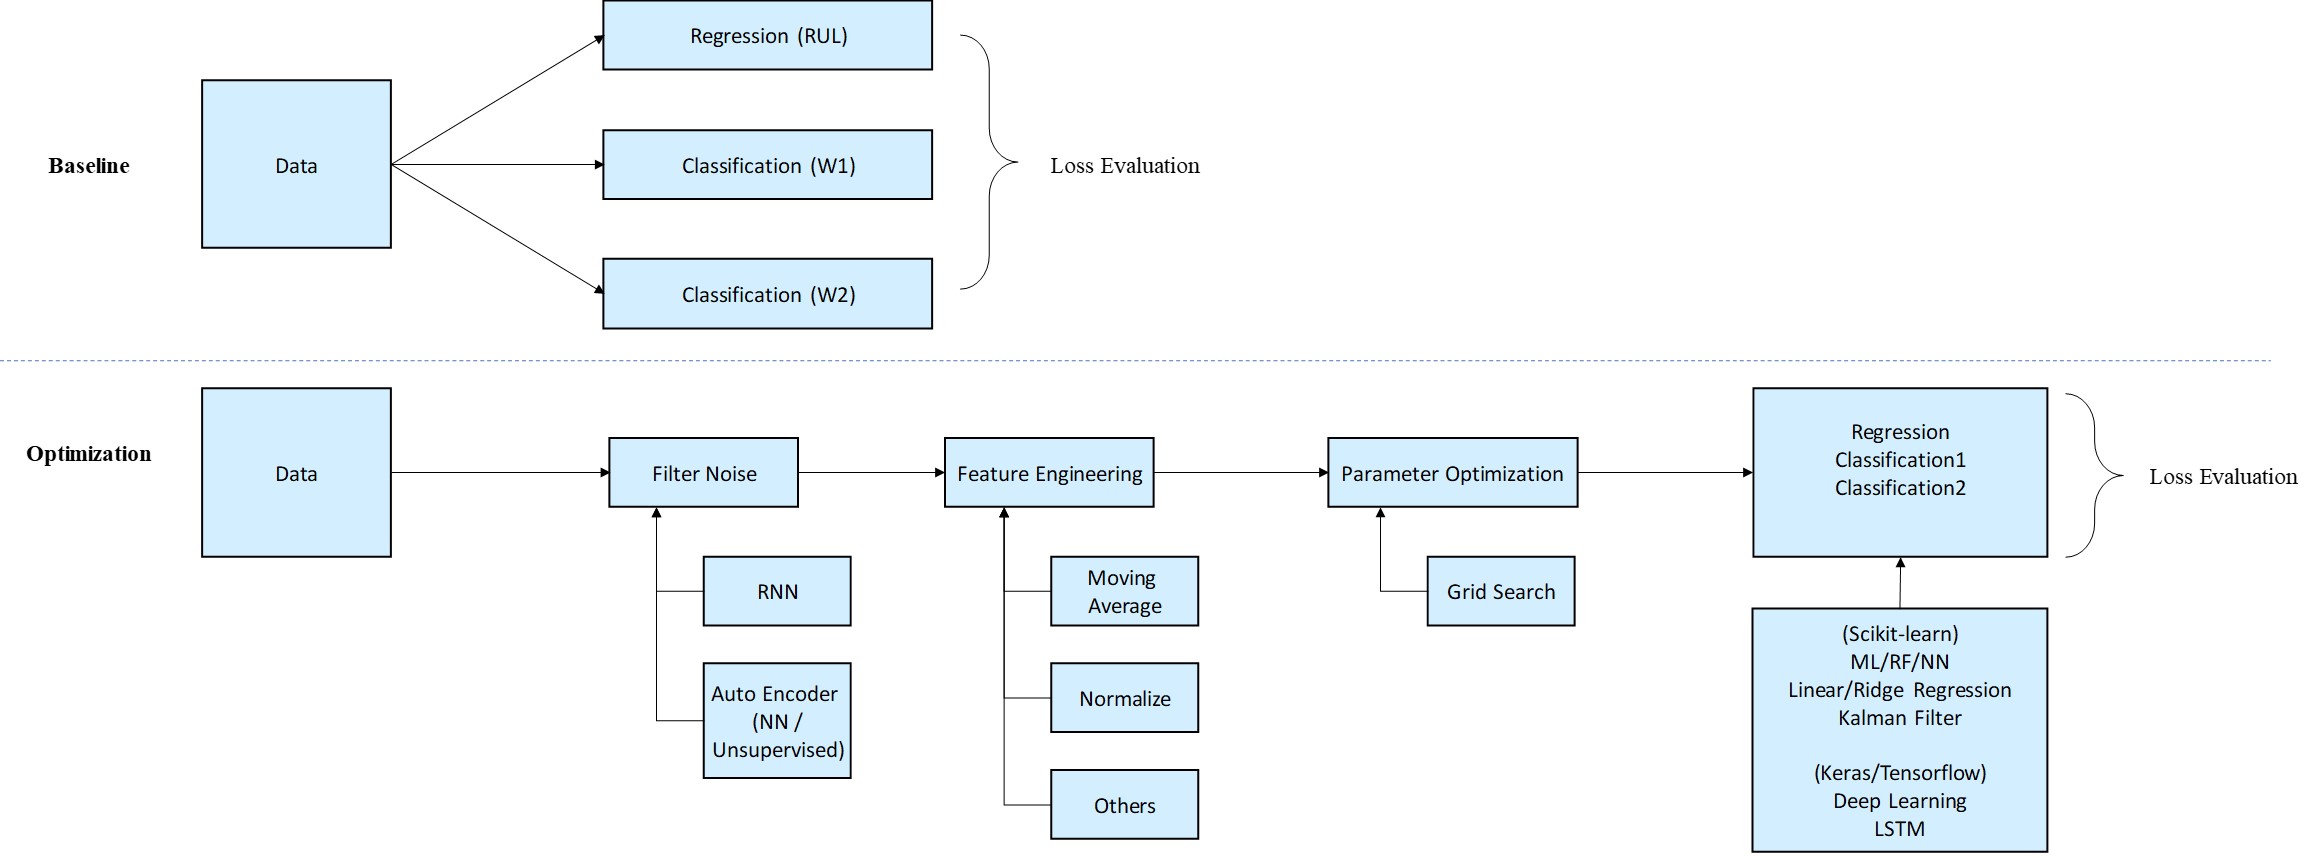 Baseline
Data
Regression (RUL)
Classification (W1)
Classification (W2)
Loss Evaluation
Optimization
Data
Filter Noise
RNN
Auto Encoder
(NN /
Unsupervised)
Feature Engineering
Moving
Average
Normalize
Others
Parameter Optimization
Grid Search
Regression
Classification1
Classification2
Loss Evaluation
(Scikit-learn)
ML/RF/NN
Linear/Ridge Regression
Kalman Filter
(Keras/Tensorflow)
Deep Learning
LSTM